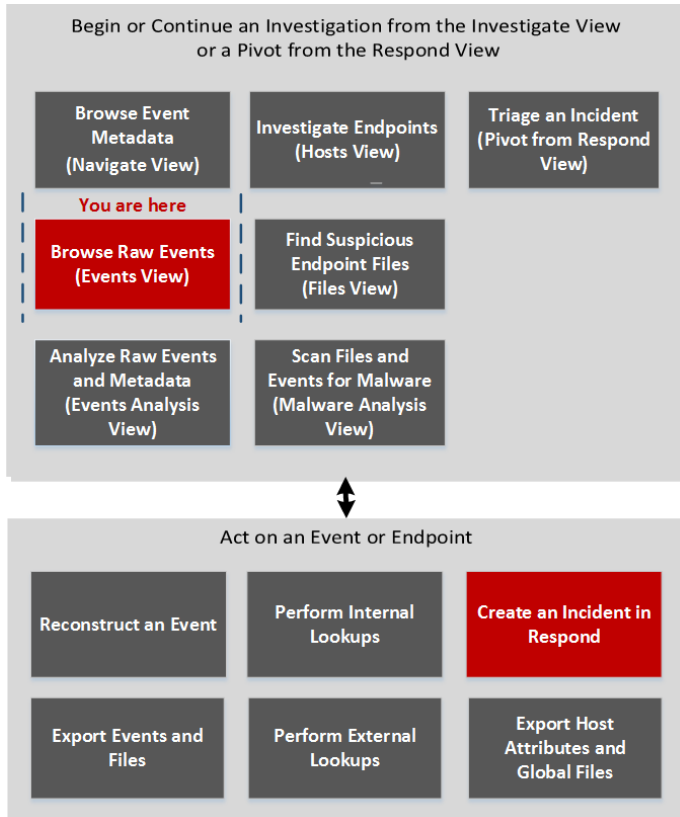 Begin or Continue an Investigation from the Investigate View
or a Pivot from the Respond View
Browse Event
Metadata
(Navigate View)
Investigate Endpoints
(Hosts View)
Triage an Incident
(Pivot from Respond
View)
You are here
Browse Raw Events
(Events View)
Find Suspicious
Endpoint Files
(Files View)
Analyze Raw Events
and Metadata
(Events Analysis
View)
Scan Files and
Events for Malware
(Malware Analysis
View)
Act on an Event or Endpoint
Reconstruct an Event
Perform Internal
Lookups
Create an Incident in
Respond
Export Events and
Files
Perform External
Lookups
Export Host
Attributes and
Global Files